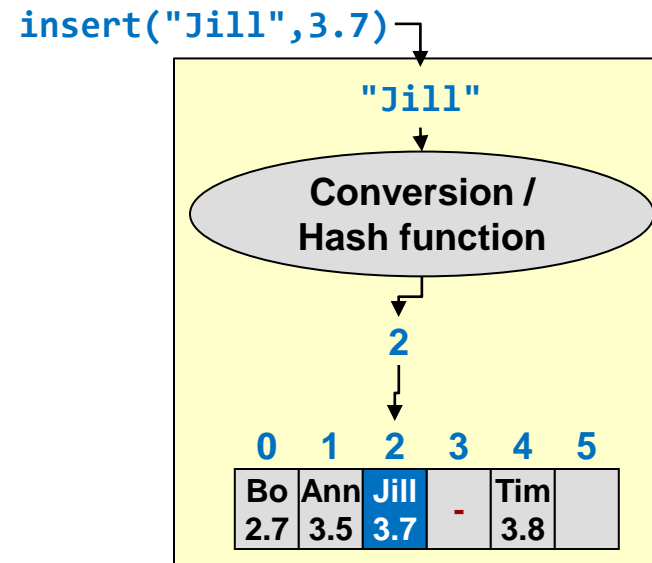 insert("Jill",3.7)
"Jill"
Conversion /
Hash function
2
0 1 2 3 4 5
Bo Ann Jill - Tim
2.7 3.5 3.7 3.8